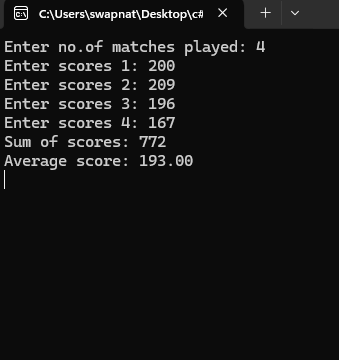 C:\Users\swapnat\Desktop\c#
Enter no.of matches played: 4
Enter scores 1: 200
Enter scores 2: 209
Enter scores 3: 196
Enter scores 4: 167
Sum of scores: 772
Average score: 193.00